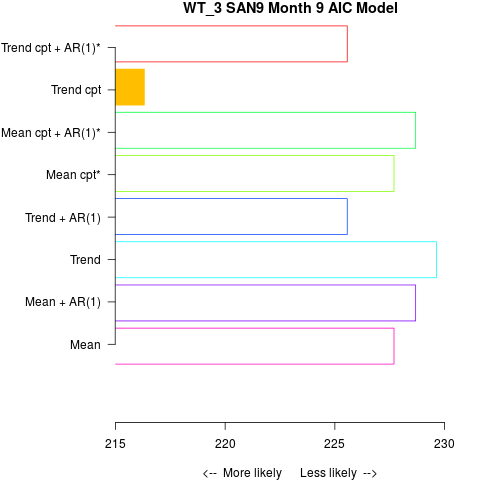 WT_3 SAN9 Month 9 AIC Model
Trend cpt + AR(1)*
Trend cpt
Mean cpt + AR(1)*
Mean cpt*
Trend + AR(1)
Trend
Mean + AR(1)
Mean
215 220 225 230
<-- More likely Less likely -->